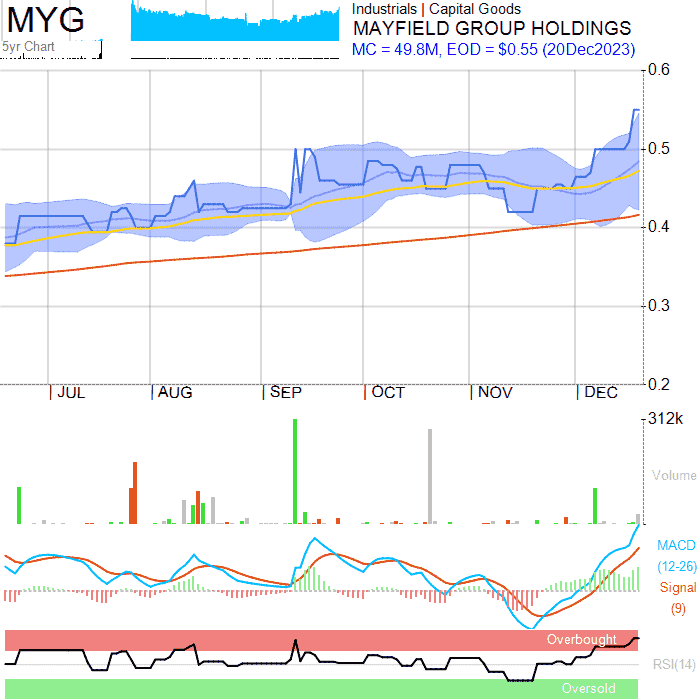 MYG
5yr Chart
Industrials | Capital Goods
MAYFIELD GROUP HOLDINGS
MC = 49.8M, EOD = $0.55 (20Dec2023)
0.6
0.5
0.4
0.3
0.2
JUL AUG SEP OCT NOV DEC
312k
Volume
MACD
(12-26)
Signal
(9)
Overbought
RSI(14)
Oversold